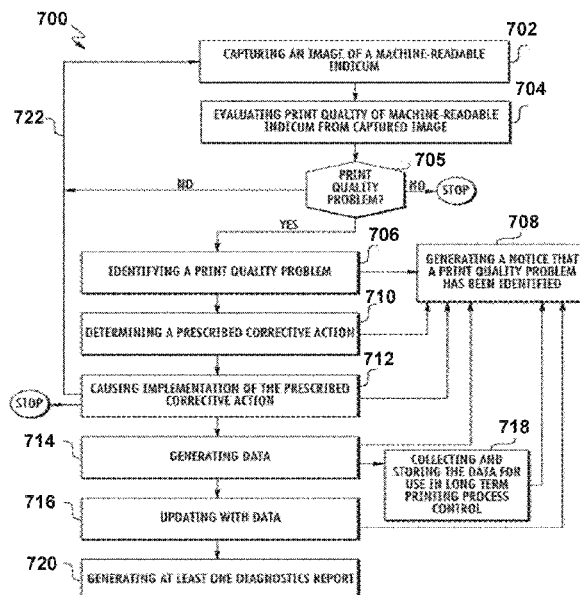 700
702
CAPTURING AN IMAGE OF A MACHINE-READABLE
INDICUM
704
EVALUATING PRINT QUALITY OF MACHINE-READABLE
INDICUM FROM CAPTURED IMAGE
722
705
PRINT
QUALITY
PROBLEM?
NO
NO
STOP
YES
708
GENERATING A NOTICE THAT
A PRINT QUALITY PROBLEM
HAS BEEN IDENTIFIED
706
IDENTIFYING A PRINT QUALITY PROBLEM
710
DETERMINING A PRESCRIBED CORRECTIVE ACTION
712
CAUSING IMPLEMENTATION OF THE PRESCRIBED
CORRECTIVE ACTION
STOP
714
GENERATING DATA
718
COLLECTING AND
STORING THE DATA FOR
USE IN LONG TERM
PRINTING PROCESS
CONTROL
716
UPDATING WITH DATA
720
GENERATING AT LEAST ONE DIAGNOSTICS REPORT